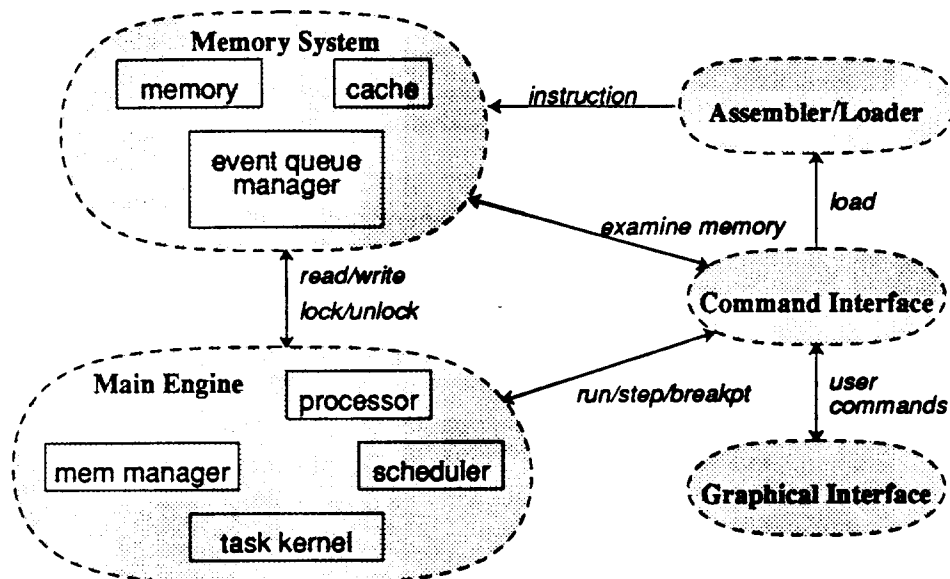 Memory System
memory
cache
event queue
manager
instruction
Assembler/Loader
load
examine memory
read/write
lock/unlock
Command Interface
Main Engine
processor
run/step/breakpt
user
commands
mem manager
scheduler
Graphical Interface
task kernel